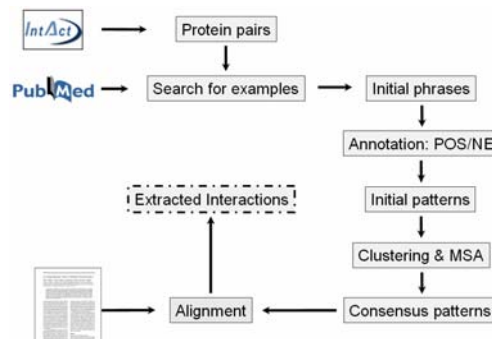 IntAct
Protein pairs
PubMed
Search for examples
Initial phrases
Annotation: POS/NE
Extracted Interactions
Initial patterns
Clustering & MSA
Alignment
Consensus patterns